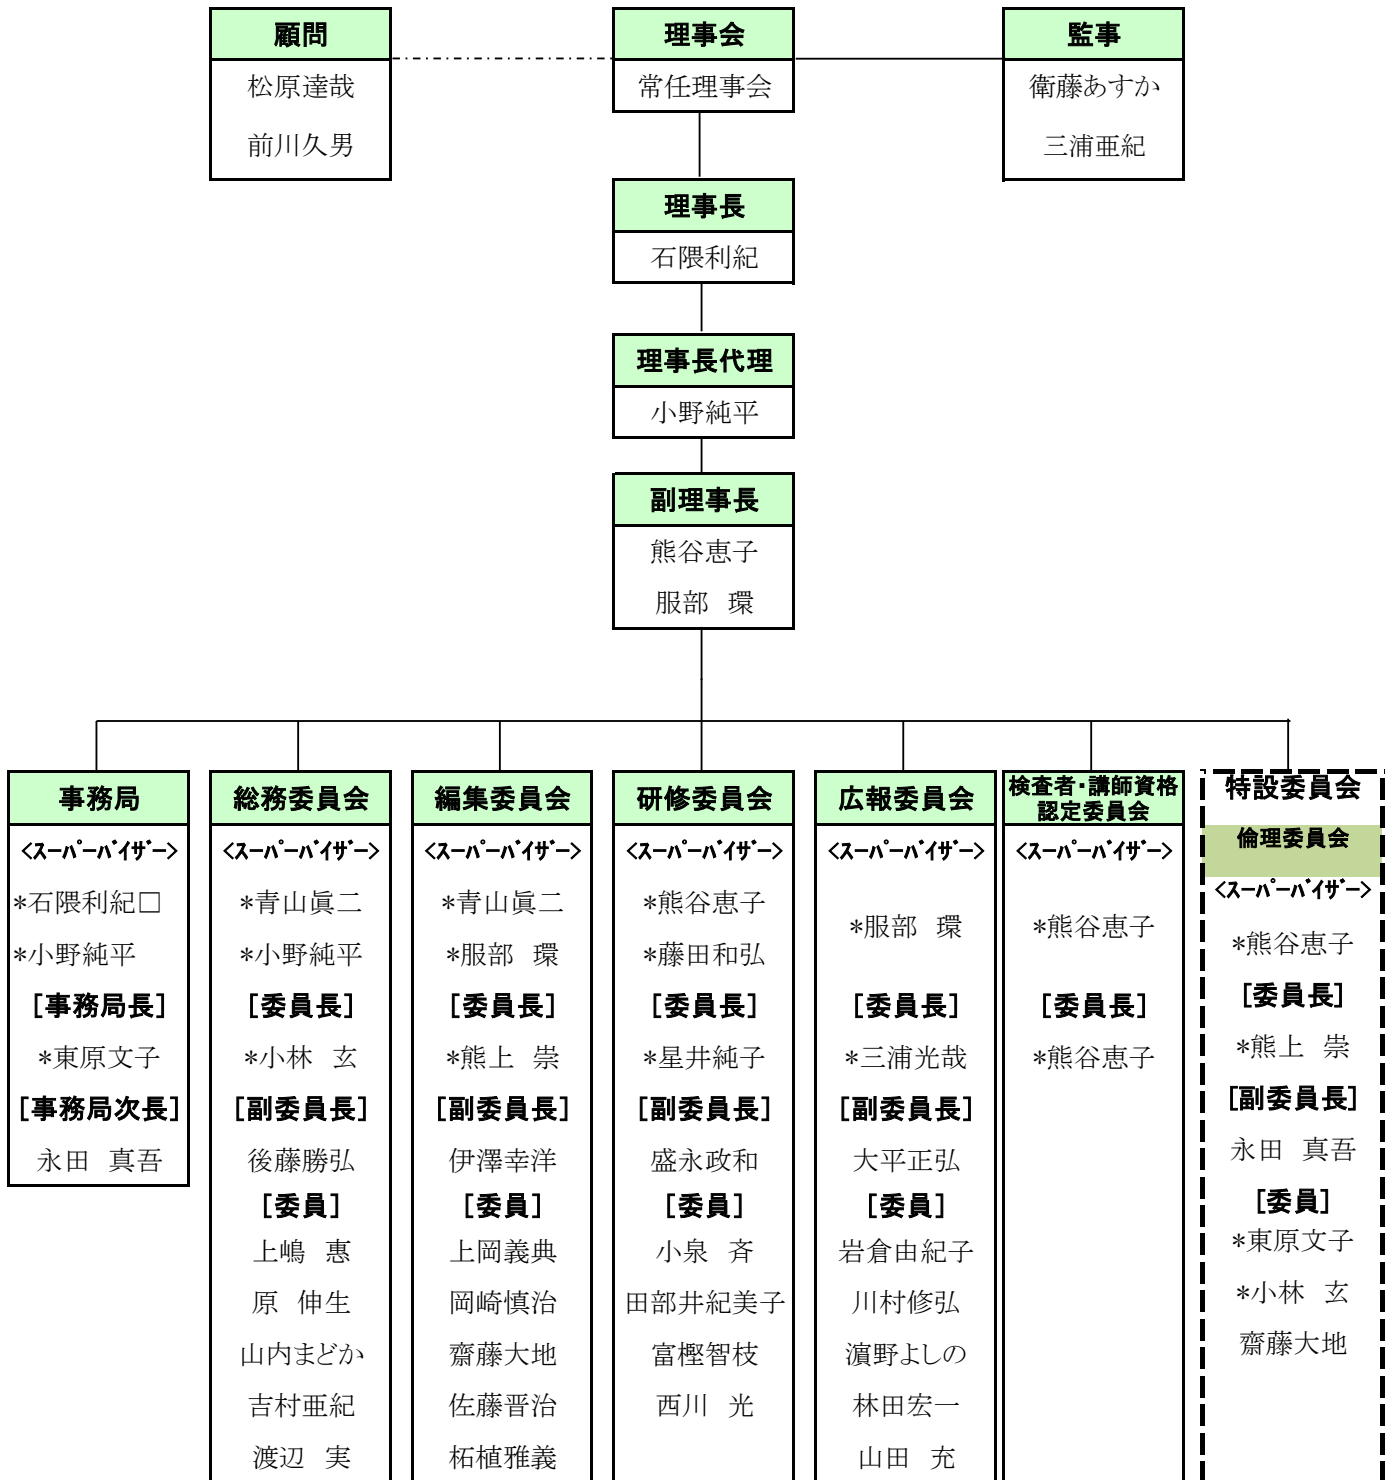 顧問
松原達哉
前川久男
理事会
常任理事会
監事
衛藤あすか
三浦亜紀
理事長
石隈利紀
理事長代理
小野純平
副理事長
熊谷恵子
服部　環
事務局
<ｽｰﾊﾟｰﾊﾞｲｻﾞｰ>
*石隈利紀□
*小野純平
[事務局長]
*東原文子
[事務局次長]
永田　真吾
総務委員会
<ｽｰﾊﾟｰﾊﾞｲｻﾞｰ>
*青山眞二
*小野純平
[委員長]
*小林　玄
[副委員長]
後藤勝弘
[委員]
上嶋　惠
原　伸生
山内まどか
吉村亜紀
渡辺　実
編集委員会
<ｽｰﾊﾟｰﾊﾞｲｻﾞｰ>
*青山眞二
*服部　環
[委員長]
*熊上　崇
[副委員長]
伊澤幸洋
[委員]
上岡義典
岡崎慎治
齋藤大地
佐藤晋治
柘植雅義
研修委員会
<ｽｰﾊﾟｰﾊﾞｲｻﾞｰ>
*熊谷恵子
*藤田和弘
[委員長]
*星井純子
[副委員長]
盛永政和
[委員]
小泉　斉
田部井紀美子
富樫智枝
西川　光
広報委員会
<ｽｰﾊﾟｰﾊﾞｲｻﾞｰ>
*服部　環
[委員長]
*三浦光哉
[副委員長]
大平正弘
[委員]
岩倉由紀子
川村修弘
濵野よしの
林田宏一
山田　充
検査者・講師資格
認定委員会
<ｽｰﾊﾟｰﾊﾞｲｻﾞｰ>
*熊谷恵子
[委員長]
*熊谷恵子
特設委員会
倫理委員会
<ｽｰﾊﾟｰﾊﾞｲｻﾞｰ>
*熊谷恵子
[委員長]
*熊上　崇
[副委員長]
永田　真吾
[委員]
*東原文子
*小林　玄
齋藤大地